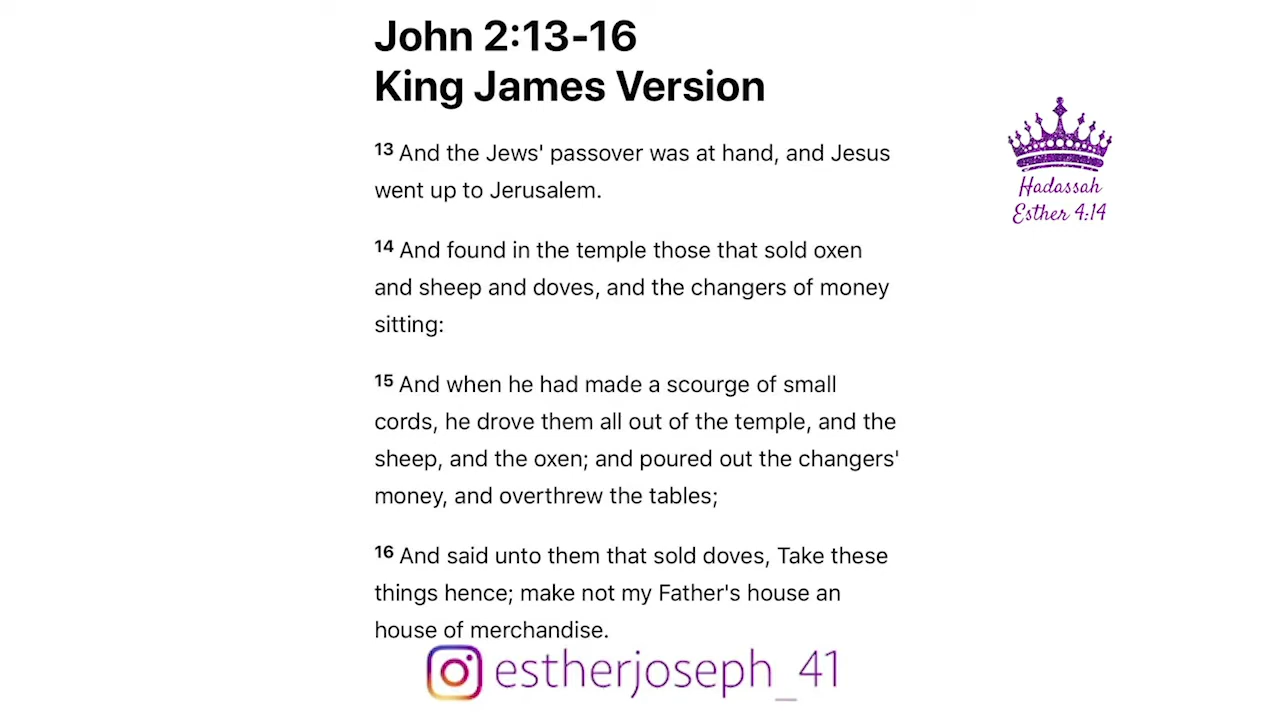 John 2:13-16
King James Version
13 And the Jews' passover was at hand, and Jesus
went up to Jerusalem.
14 And found in the temple those that sold oxen
and sheep and doves, and the changers of money
sitting:
15 And when he had made a scourge of small
cords, he drove them all out of the temple, and the
sheep, and the oxen; and poured out the changers'
money, and overthrew the tables;
16 And said unto them that sold doves, Take these
things hence; make not my Father's house an
house of merchandise.
Hadassah
Esther 4:14
estherjoseph_41